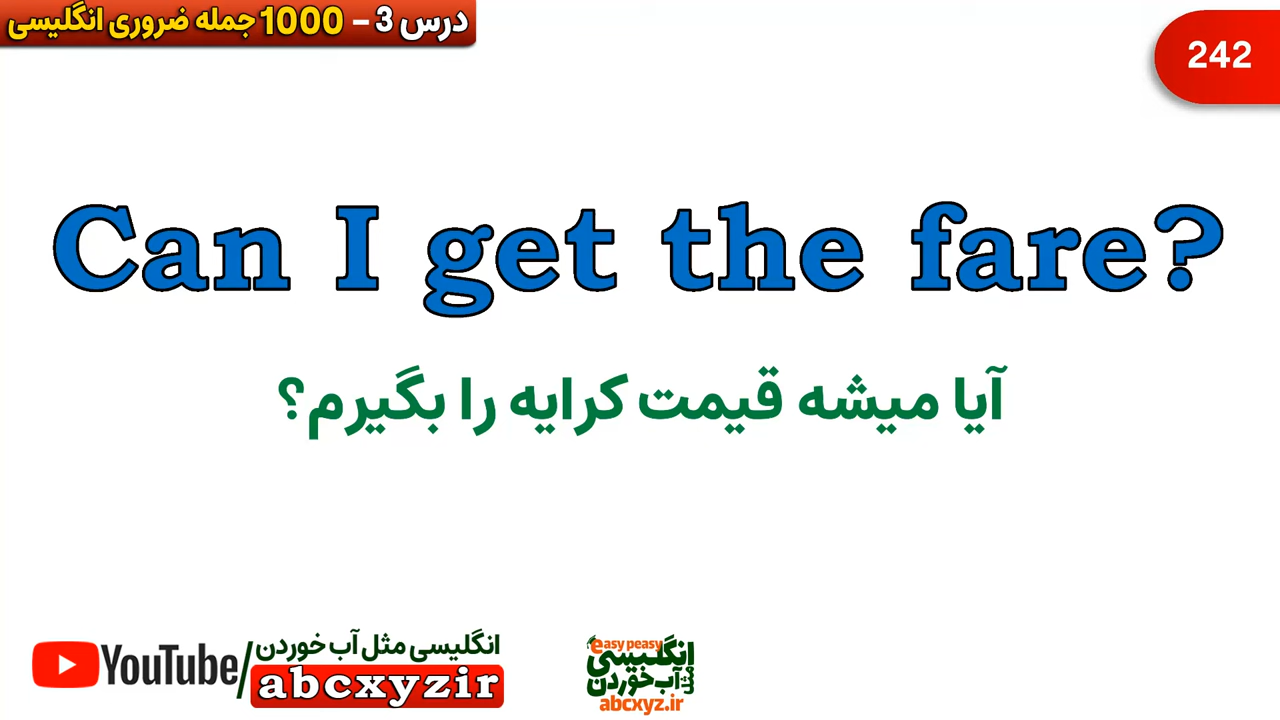 درس 3 - 1000 جمله ضروری انگلیسی
242
Can I get the fare?
آیا میشه قیمت کرایه را بگیرم؟
YouTube/
انگلیسی مثل آب خوردن
abcxyzir
easy peasy
انگلیسی
مثل آب خوردن
abcxyz.ir